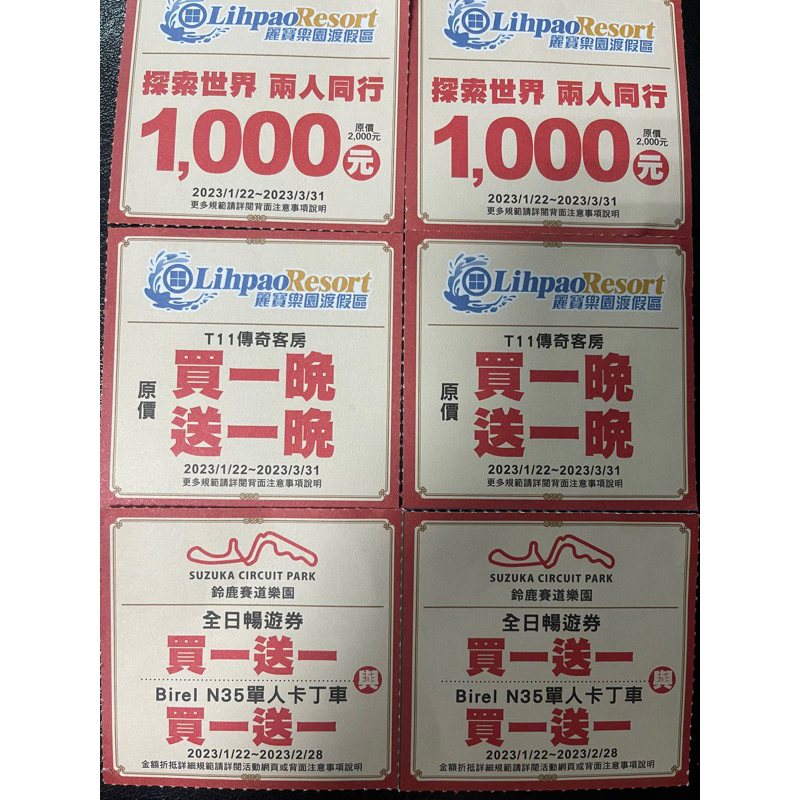 LihpaoResort
麗寶樂園渡假區
探索世界 兩人同行
1,000元
原價
2,000元
2023/1/22~2023/3/31
更多規範請詳閱背面注意事項說明
LihpaoResort
麗寶樂園渡假區
探索世界 兩人同行
1,000元
原價
2,000元
2023/1/22~2023/3/31
更多規範請詳閱背面注意事項說明
LihpaoResort
麗寶樂園渡假區
T11傳奇客房
原價
買一晚
送一晚
2023/1/22~2023/3/31
更多規範請詳閱背面注意事項說明
LihpaoResort
麗寶樂園渡假區
T11傳奇客房
原價
買一晚
送一晚
2023/1/22~2023/3/31
更多規範請詳閱背面注意事項說明
SUZUKA CIRCUIT PARK
鈴鹿賽道樂園
全日暢遊券
買一送一
與
Birel N35單人卡丁車
買一送一
2023/1/22~2023/2/28
金額折抵詳細規範請詳閱活動網頁或背面注意事項說明
SUZUKA CIRCUIT PARK
鈴鹿賽道樂園
全日暢遊券
買一送一
與
Birel N35單人卡丁車
買一送一
2023/1/22~2023/2/28
金額折抵詳細規範請詳閱活動網頁或背面注意事項說明